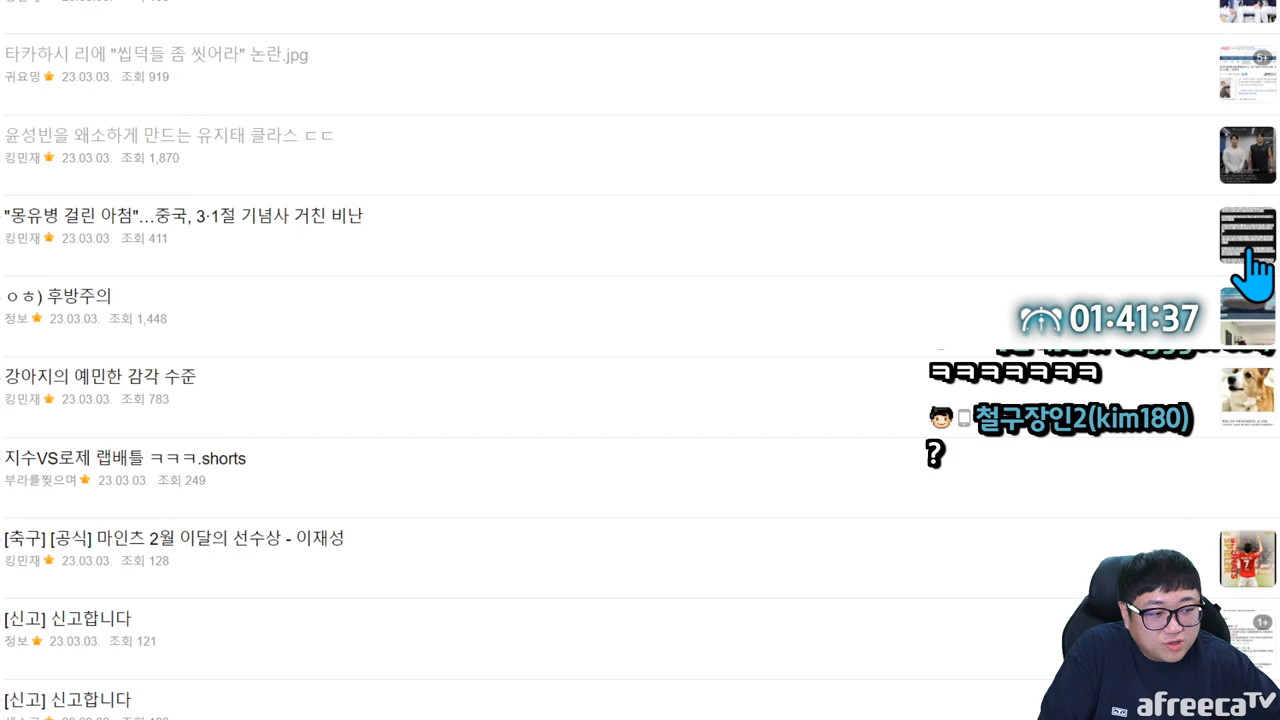 타카하시 리에 "씹덕들 좀 씻어라" 논란.jpg
귀요밍 23.03.03. 조회 919
5+
윤성빈을 왜소하게 만드는 유지태 클라스 ㄷㄷ
킹민재 23.03.03. 조회 1,870
"몽유병 걸린 아첨"…중국, 3·1절 기념사 거친 비난
킹민재 23.03.03. 조회 411
ㅇㅎ) 후방주의
정보 23.03.03. 조회 1,448
01:41:37
강아지의 예민한 감각 수준
킹민재 23.03.03. 조회 783
ㅋㅋㅋㅋㅋㅋㅋ
철구장인2(kim180)
?
지수VS로제
ㅋㅋㅋ.shorts
부라를찢으며 23.03.03. 조회 249
[축구] [공식] 마인츠 2월 이달의 선수상 - 이재성
킹민재 23.03.03. 조회 128
[신고] 신고합니다
정보 23.03.03. 조회 121
1+
[신고] 신고합니다
afreecaTV